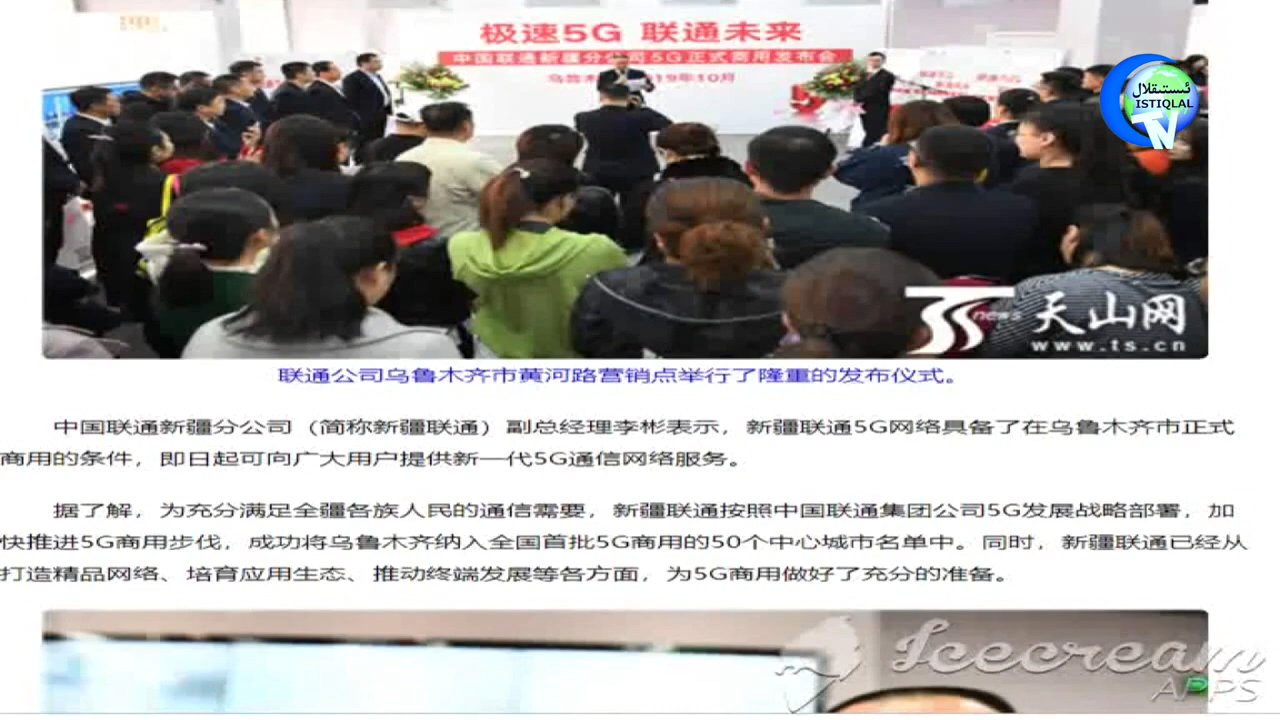 极速5G 联通未来
中国联通新疆分公司5G正式商用发布会
ئىستىقلال
ISTIQLAL
TV
TS news 天山网
www.ts.cn
联通公司乌鲁木齐市黄河路营销点举行了隆重的发布仪式。
中国联通新疆分公司（简称新疆联通）副总经理李彬表示，新疆联通5G网络具备了在乌鲁木齐市正式
商用的条件，即日起可向广大用户提供新一代5G通信网络服务。
据了解，为充分满足全疆各族人民的通信需要，新疆联通按照中国联通集团公司5G发展战略部署，加
快推进5G商用步伐，成功将乌鲁木齐纳入全国首批5G商用的50个中心城市名单中。同时，新疆联通已经从
打造精品网络、培育应用生态、推动终端发展等各方面，为5G商用做好了充分的准备。
Icecream
APPS